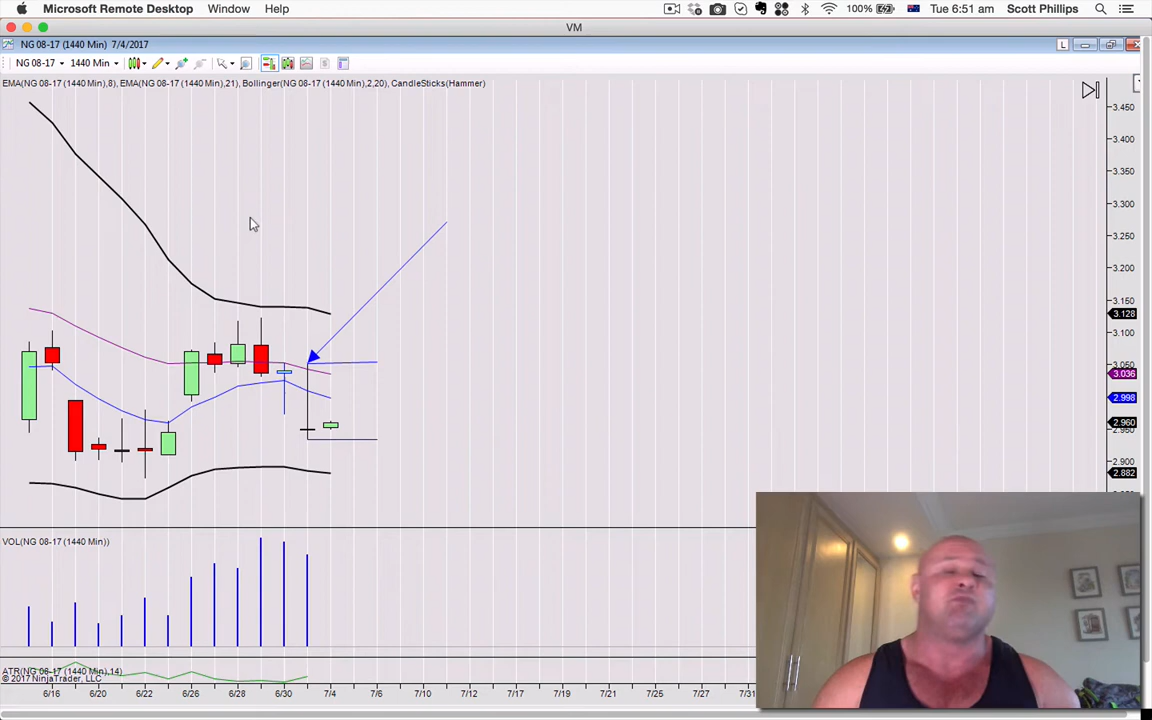 Microsoft Remote Desktop Window Help 100% Tue 6:51 am Scott Phillips
VM
NG 08-17 (1440 Min) 7/4/2017 L
NG 08-17 1440 Min
EMA(NG 08-17 (1440 Min),8), EMA(NG 08-17 (1440 Min),21), Bollinger(NG 08-17 (1440 Min),2,20), CandleSticks(Hammer)
3.450
3.400
3.350
3.300
3.250
3.200
3.150
3.128
3.100
3.050
3.036
2.998
2.960
2.950
2.900
2.882
VOL(NG 08-17 (1440 Min))
ATR(NG 08-17 (1440 Min),14)
© 2017 NinjaTrader, LLC
6/16 6/20 6/22 6/26 6/28 6/30 7/4 7/6 7/10 7/11 7/13 7/17 7/19 7/21 7/25 7/27 7/31